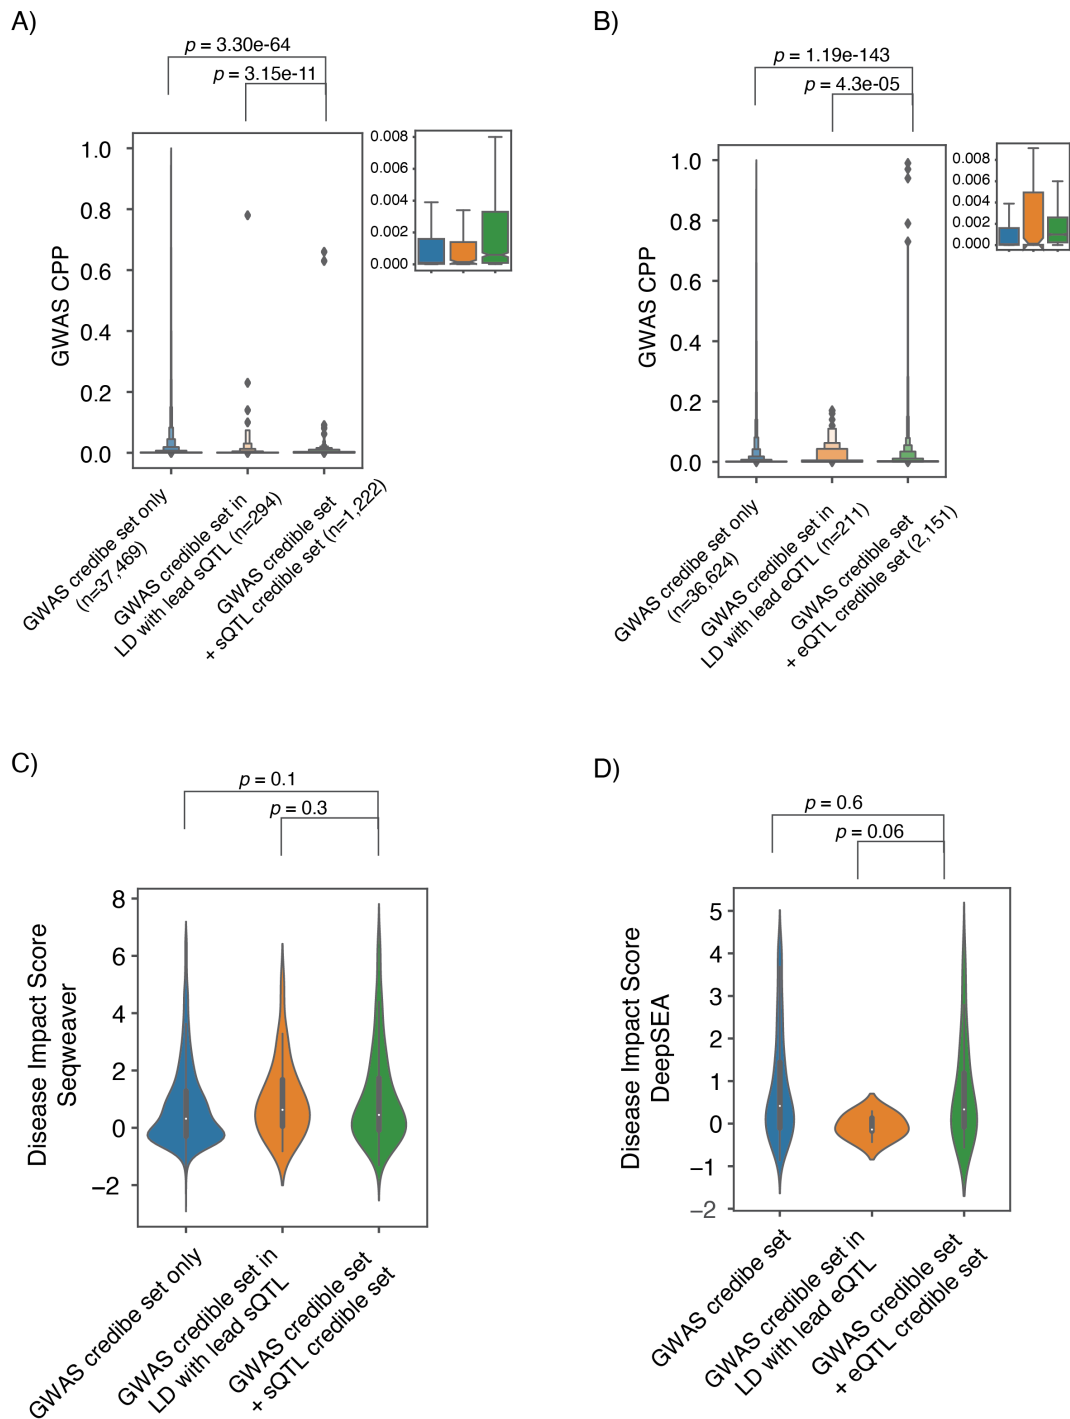 A)
p = 3.30e-64
p = 3.15e-11
GWAS CPP
1.0
0.8
0.6
0.4
0.2
0.0
0.008
0.006
0.004
0.002
0.000
GWAS credibe set only
(n=37,469)
GWAS credible set in
LD with lead sQTL (n=294)
GWAS credible set
+ sQTL credible set (n=1,222)
B)
p = 1.19e-143
p = 4.3e-05
GWAS CPP
1.0
0.8
0.6
0.4
0.2
0.0
0.008
0.006
0.004
0.002
0.000
GWAS credibe set only
(n=36,624)
GWAS credible set in
LD with lead eQTL (n=211)
GWAS credible set
+ eQTL credible set (2,151)
C)
p = 0.1
p = 0.3
Disease Impact Score
Seqweaver
8
6
4
2
0
−2
GWAS credibe set only
GWAS credible set in
LD with lead sQTL
GWAS credible set
+ sQTL credible set
D)
p = 0.6
p = 0.06
Disease Impact Score
DeepSEA
5
4
3
2
1
0
−1
−2
GWAS credibe set
GWAS credible set in
LD with lead eQTL
GWAS credible set
+ eQTL credible set